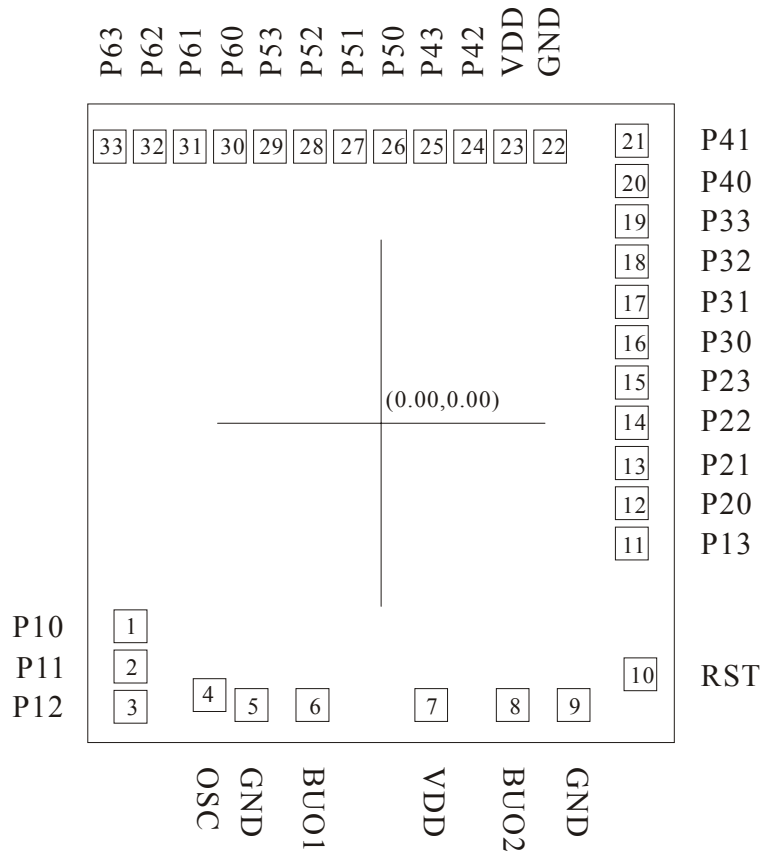 P63 P62 P61 P60 P53 P52 P51 P50 P43 P42 VDD GND
33 32 31 30 29 28 27 26 25 24 23 22
21 P41
20 P40
19 P33
18 P32
17 P31
16 P30
15 P23
(0.00,0.00)
14 P22
13 P21
12 P20
11 P13
P10 1
P11 2
10 RST
P12 3
4 5 6 7 8 9
OSC GND BUO1 VDD BUO2 GND